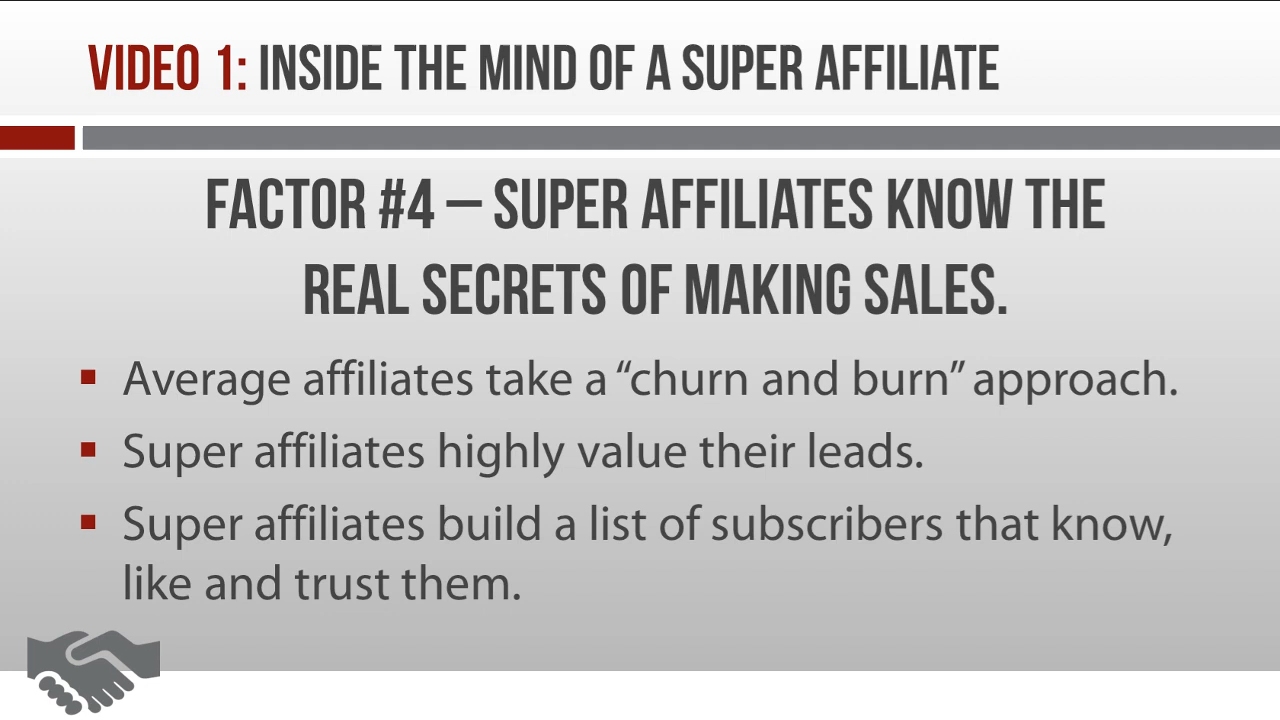 VIDEO 1: INSIDE THE MIND OF A SUPER AFFILIATE
FACTOR #4 – SUPER AFFILIATES KNOW THE
REAL SECRETS OF MAKING SALES.
Average affiliates take a “churn and burn” approach.
Super affiliates highly value their leads.
Super affiliates build a list of subscribers that know,
like and trust them.